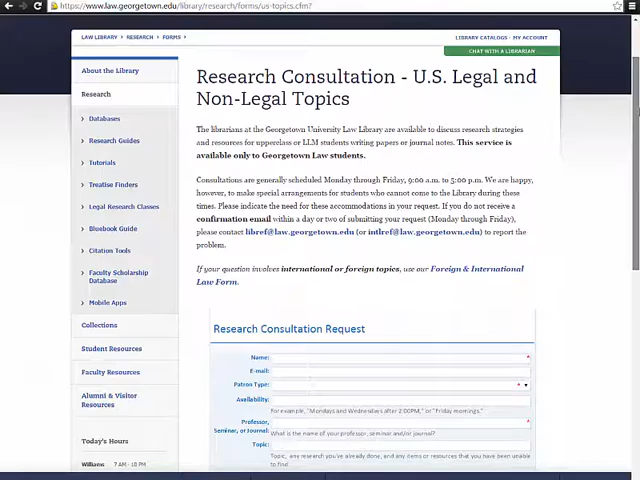 https://www.law.georgetown.edu/library/research/forms/us-topics.cfm?
LAW LIBRARY › RESEARCH › FORMS ›
LIBRARY CATALOGS · MY ACCOUNT
CHAT WITH A LIBRARIAN
About the Library
Research
› Databases
› Research Guides
› Tutorials
› Treatise Finders
› Legal Research Classes
› Bluebook Guide
› Citation Tools
› Faculty Scholarship
Database
› Mobile Apps
Collections
Student Resources
Faculty Resources
Alumni & Visitor
Resources
Today's Hours
Williams 7 AM - 10 PM
Research Consultation - U.S. Legal and
Non-Legal Topics
The librarians at the Georgetown University Law Library are available to discuss research strategies
and resources for upperclass or LLM students writing papers or journal notes. This service is
available only to Georgetown Law students.
Consultations are generally scheduled Monday through Friday, 9:00 a.m. to 5:00 p.m. We are happy,
however, to make special arrangements for students who cannot come to the Library during these
times. Please indicate the need for these accommodations in your request. If you do not receive a
confirmation email within a day or two of submitting your request (Monday through Friday),
please contact libref@law.georgetown.edu (or intlref@law.georgetown.edu) to report the
problem.
If your question involves international or foreign topics, use our Foreign & International
Law Form.
Research Consultation Request
Name: *
E-mail:
Patron Type: *
Availability:
For example, "Mondays and Wednesdays after 2:00PM," or "Friday mornings."
Professor, *
Seminar, or Journal: What is the name of your professor, seminar and/or journal?
Topic:
Topic, any research you've already done, and any items or resources that you have been unable
to find